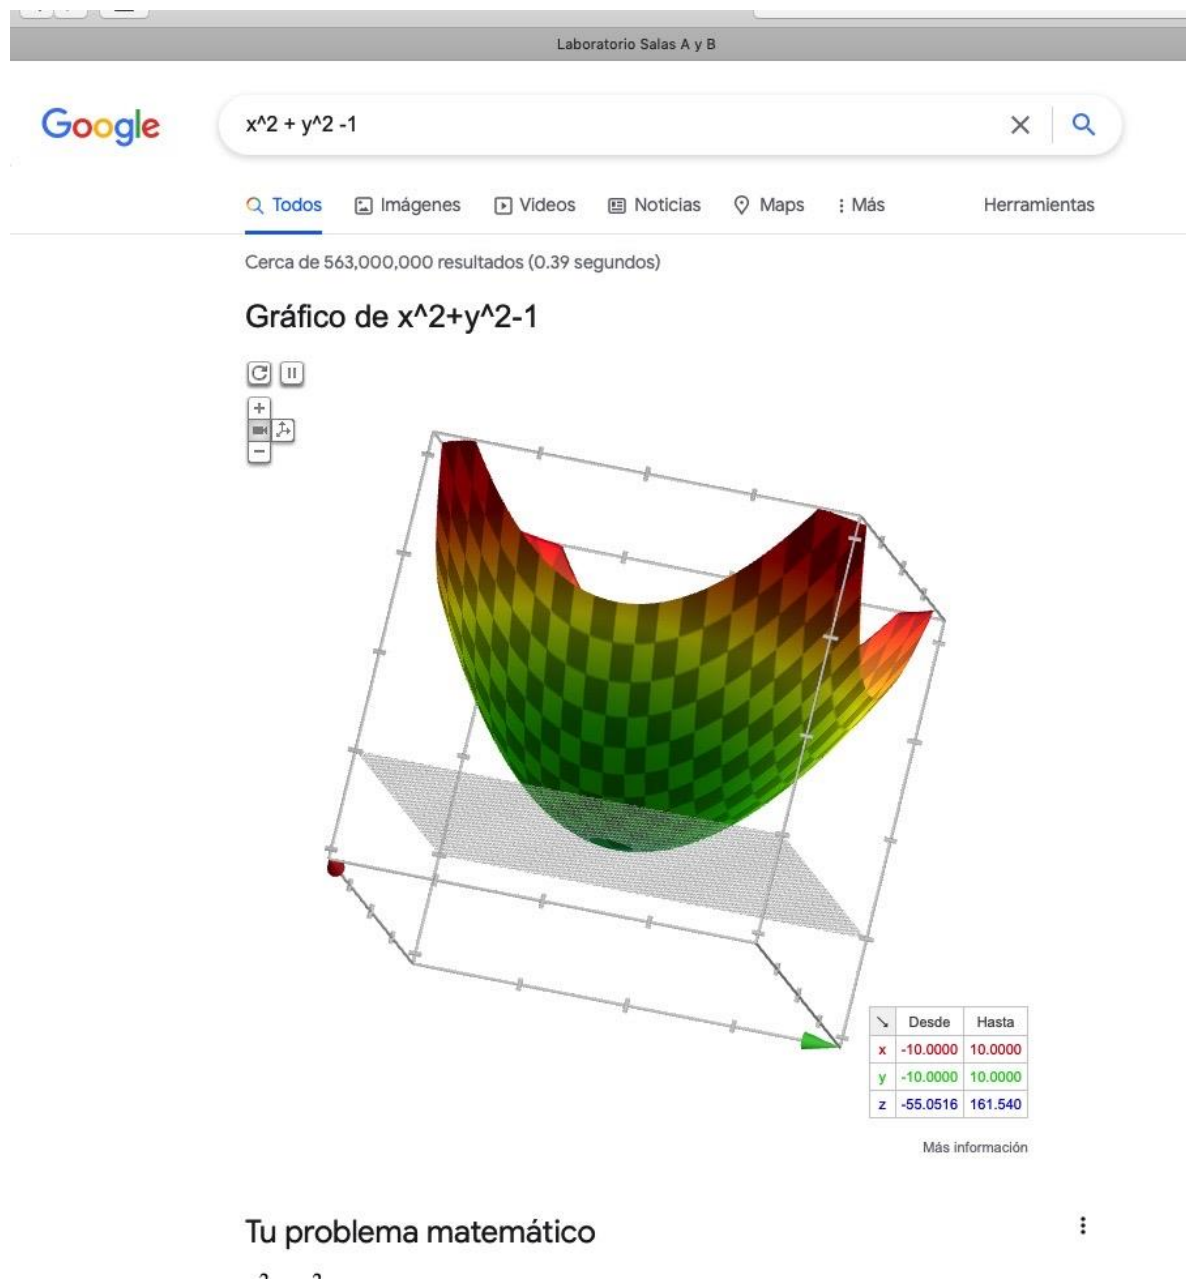 Laboratorio Salas A y B
Google
x^2 + y^2 -1
Todos Imágenes Videos Noticias Maps Más Herramientas
Cerca de 563,000,000 resultados (0.39 segundos)
Gráfico de x^2+y^2-1
Desde Hasta
x -10.0000 10.0000
y -10.0000 10.0000
z -55.0516 161.540
Más información
Tu problema matemático